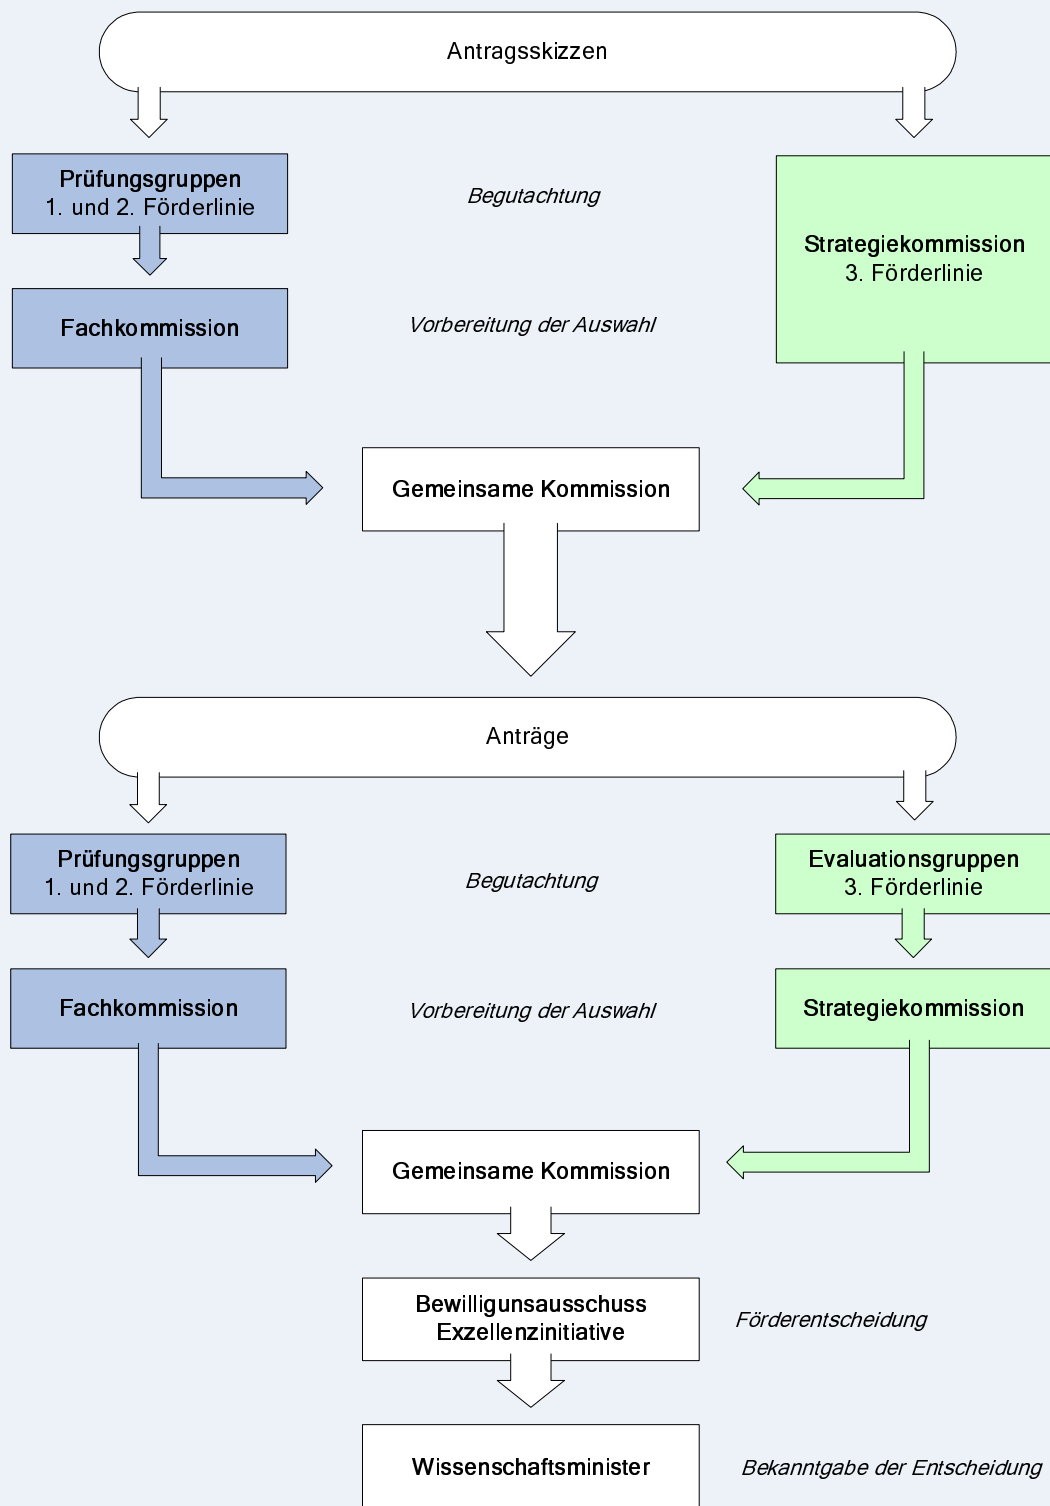 Antragsskizzen
Prüfungsgruppen
1. und 2. Förderlinie
Begutachtung
Strategiekommission
3. Förderlinie
Fachkommission
Vorbereitung der Auswahl
Gemeinsame Kommission
Anträge
Prüfungsgruppen
1. und 2. Förderlinie
Begutachtung
Evaluationsgruppen
3. Förderlinie
Fachkommission
Vorbereitung der Auswahl
Strategiekommission
Gemeinsame Kommission
Bewilligunsausschuss
Exzellenzinitiative
Förderentscheidung
Wissenschaftsminister
Bekanntgabe der Entscheidung